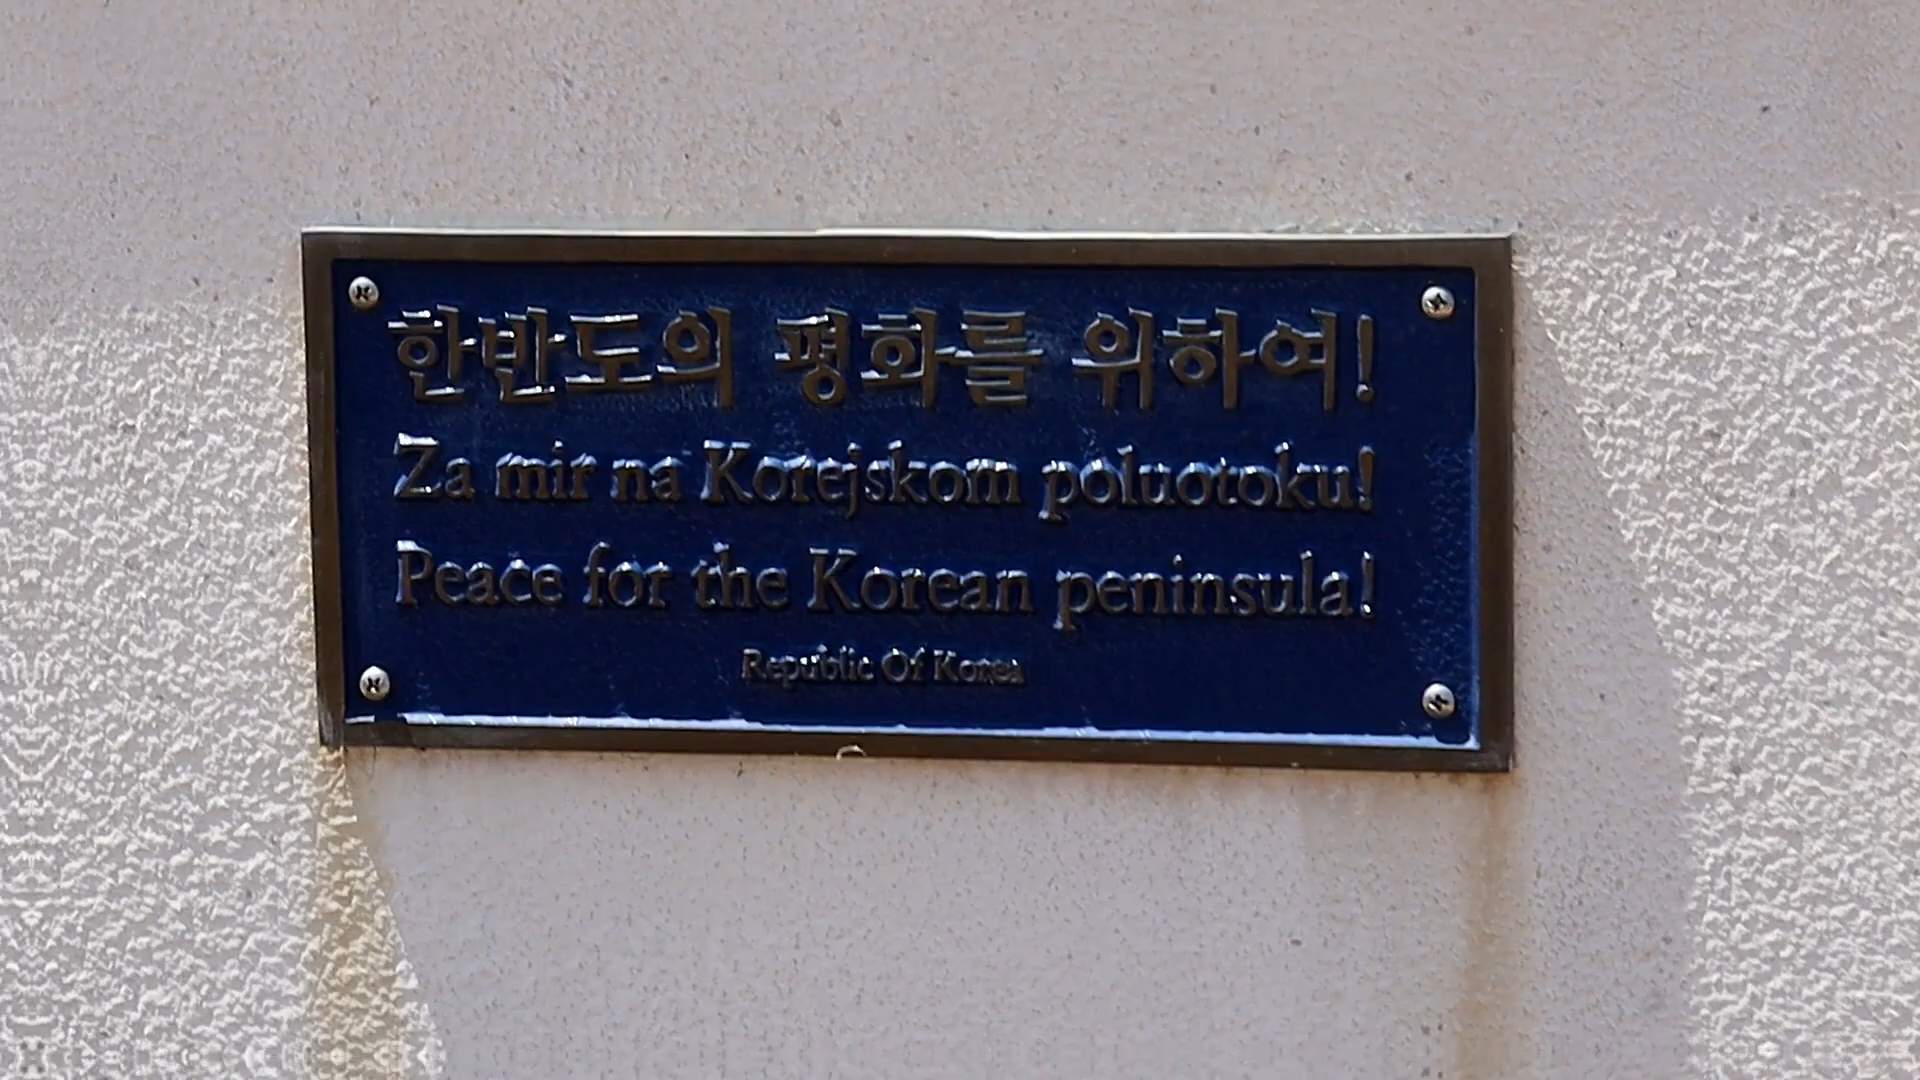 한반도의 평화를 위하여!
Za mir na Korejskom poluotoku!
Peace for the Korean peninsula!
Republic Of Korea